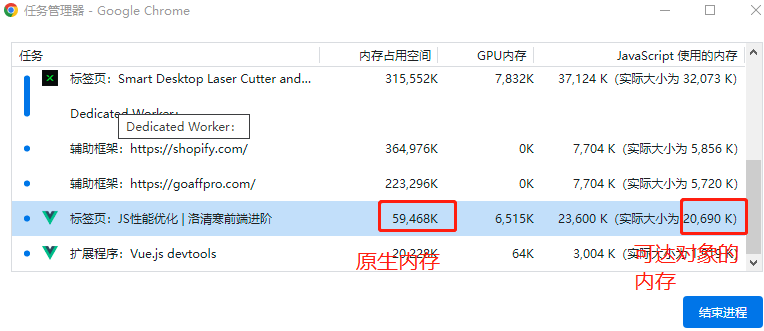 任务管理器 - Google Chrome
任务 内存占用空间 GPU内存 JavaScript 使用的内存
标签页：Smart Desktop Laser Cutter and... 315,552K 7,832K 37,124 K（实际大小为 32,073 K）
Dedicated Worker：
Dedicated Worker：
辅助框架：https://shopify.com/ 364,976K 0K 7,704 K（实际大小为 5,856 K）
辅助框架：https://goaffpro.com/ 223,296K 0K 7,704 K（实际大小为 5,720 K）
标签页：JS性能优化 | 洛清寒前端进阶 59,468K 6,515K 23,600 K（实际大小为 20,690 K）
扩展程序：Vue.js devtools 20,228K 64K 3,004 K（实际大小为
原生内存
可达对象的
内存
结束进程